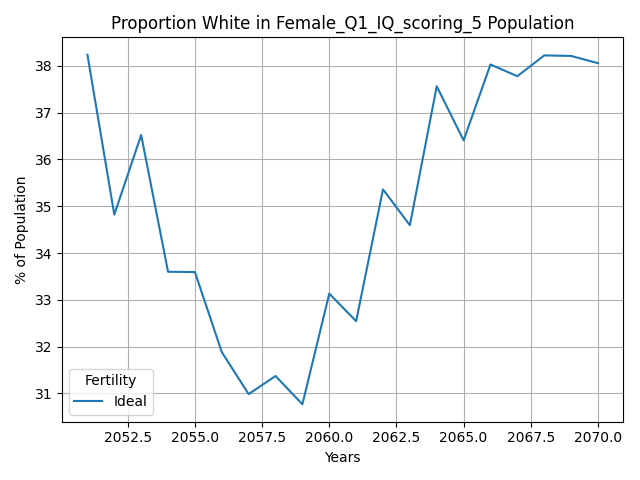 Proportion White in Female_Q1_IQ_scoring_5 Population
% of Population
38
37
36
35
34
33
32
31
Fertility
Ideal
2052.5 2055.0 2057.5 2060.0 2062.5 2065.0 2067.5 2070.0
Years